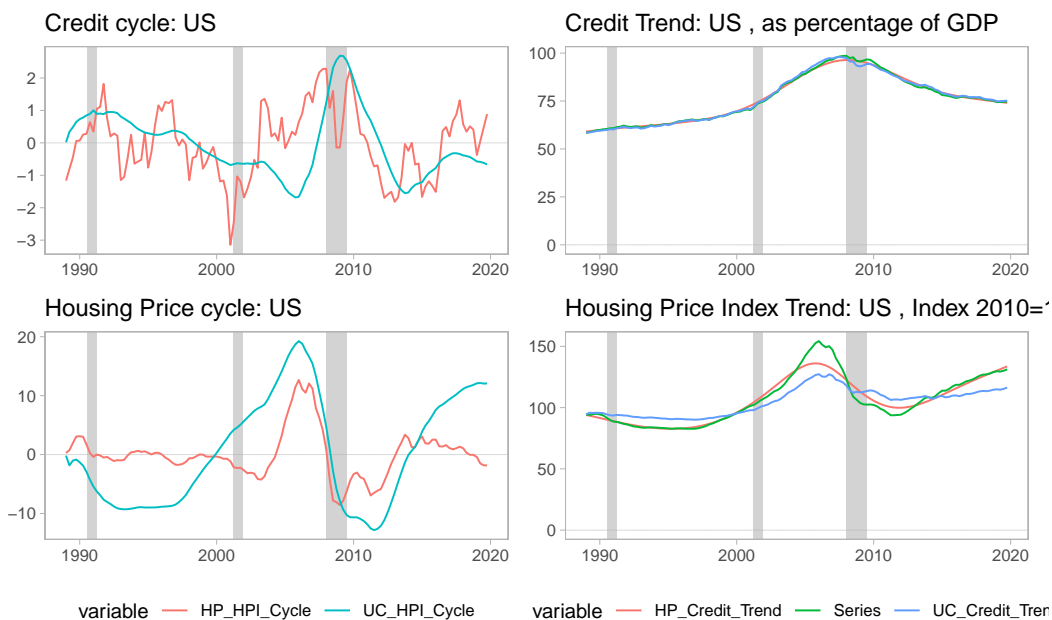 Credit cycle: US
2
1
0
−1
−2
−3
1990 2000 2010 2020
Credit Trend: US , as percentage of GDP
100
75
50
25
0
1990 2000 2010 2020
Housing Price cycle: US
20
10
0
−10
1990 2000 2010 2020
Housing Price Index Trend: US , Index 2010=1
150
100
50
0
1990 2000 2010 2020
variable HP_HPI_Cycle UC_HPI_Cycle
variable HP_Credit_Trend Series UC_Credit_Tren